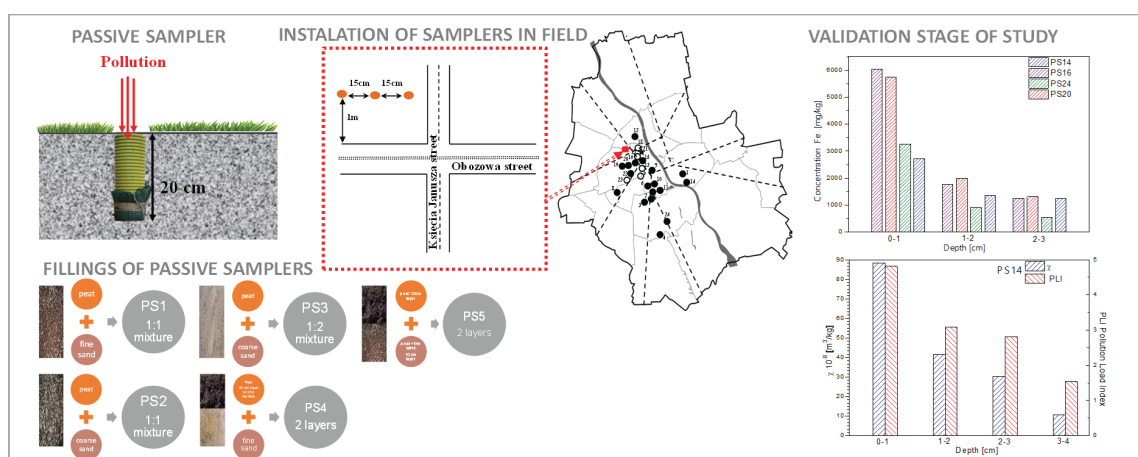 PASSIVE SAMPLER
Pollution
20 cm
INSTALATION OF SAMPLERS IN FIELD
15cm 15cm
1m
Obozowa street
Ksiecia Janusza street
VALIDATION STAGE OF STUDY
PS14
PS16
PS24
PS20
Concentration Fe [mg/kg]
6000
5000
4000
3000
2000
1000
0
0-1 1-2 2-3
Depth [cm]
FILLINGS OF PASSIVE SAMPLERS
peat
fine
sand
PS1
1:1
mixture
peat
coarse
sand
PS3
1:2
mixture
PS5
2 layers
peat
coarse
sand
PS2
1:1
mixture
fine
sand
PS4
2 layers
PS14
χ
PLI
χ 10-8 [m3/kg]
90
80
70
60
50
40
30
20
10
0
PLI Pollution Load Index
5
4
3
2
1
0
0-1 1-2 2-3 3-4
Depth [cm]